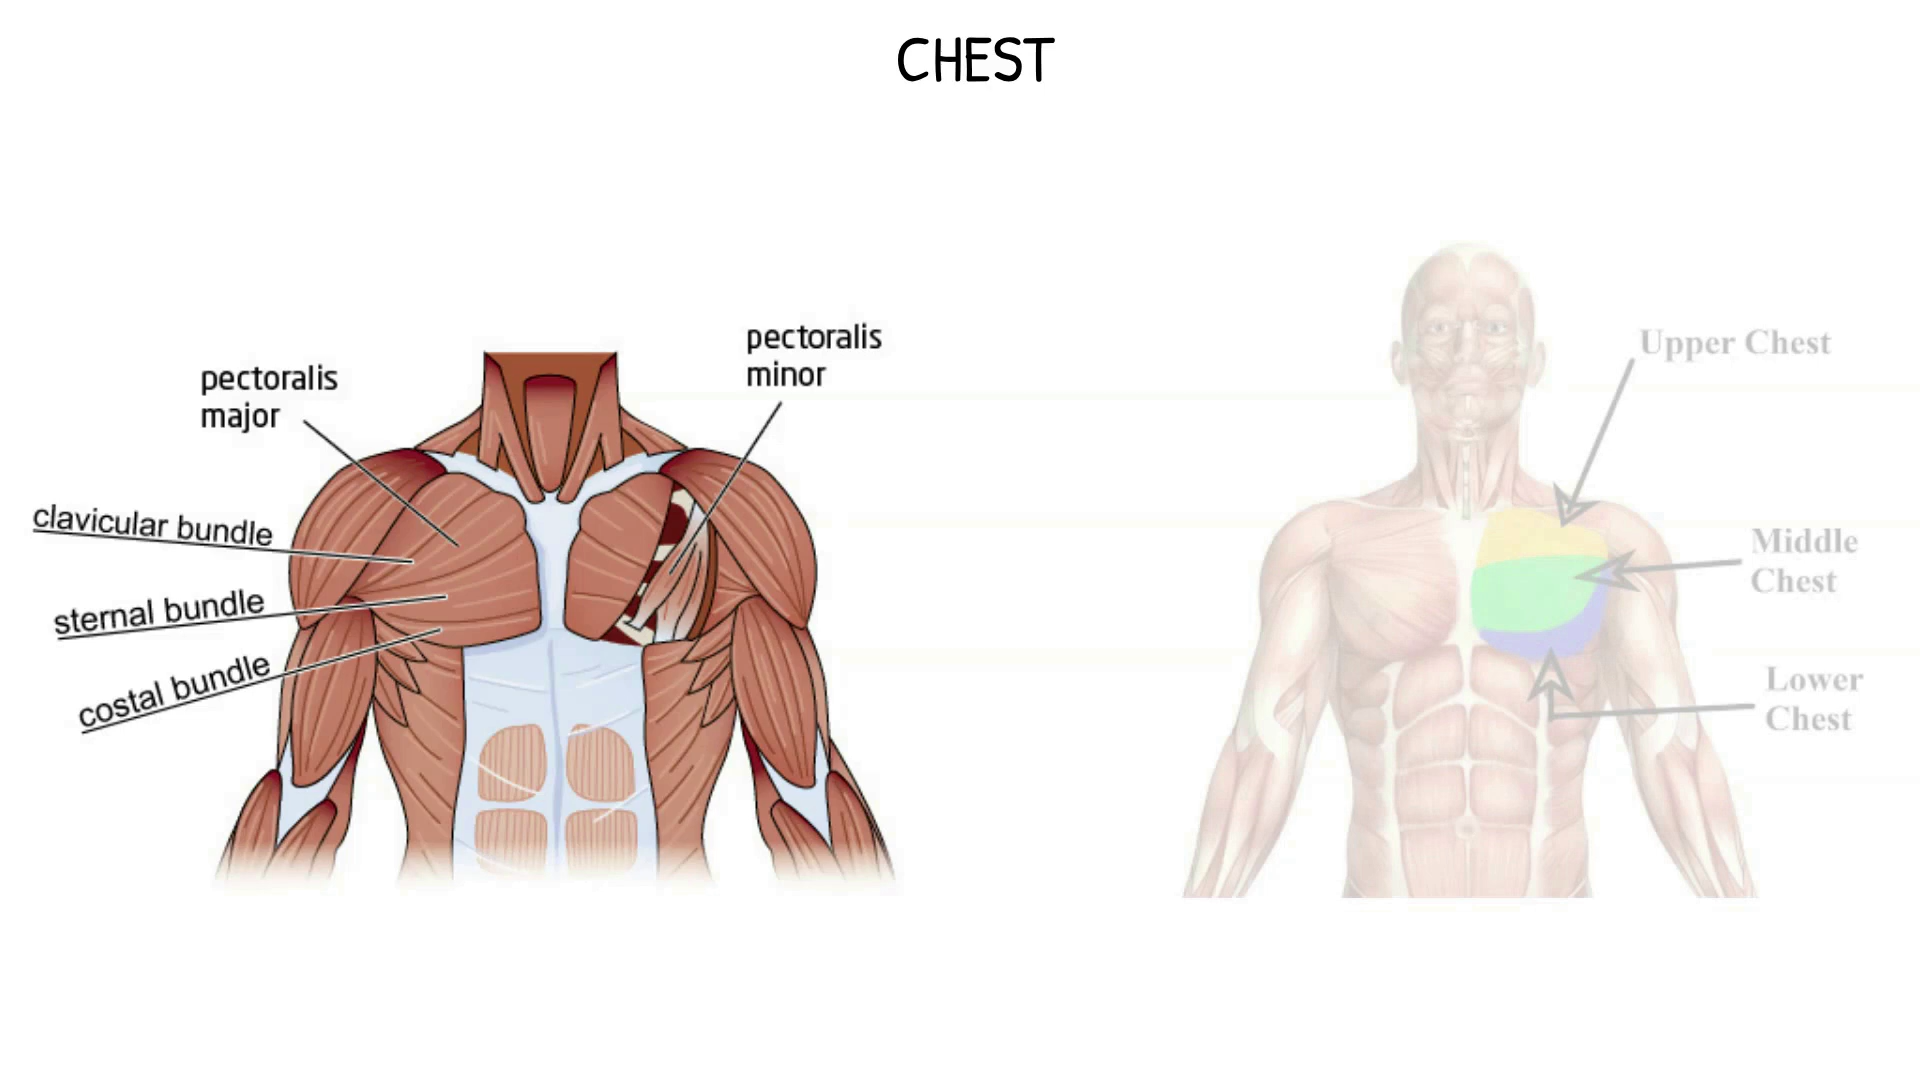 CHEST
pectoralis
major
pectoralis
minor
clavicular bundle
sternal bundle
costal bundle
Upper Chest
Middle
Chest
Lower
Chest